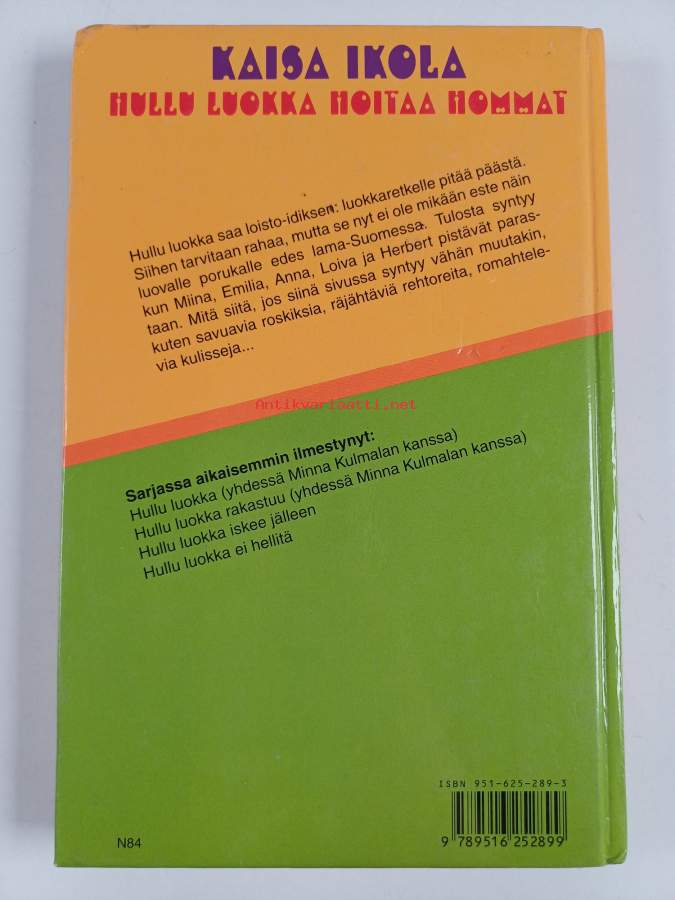 KAISA IKOLA
HULLU LUOKKA HOITAA HOMMAT
Hullu luokka saa loisto-idiksen: luokkaretkelle pitää päästä.
Siihen tarvitaan rahaa, mutta se nyt ei ole mikään este näin
luovalle porukalle edes lama-Suomessa. Tulosta syntyy
kun Miina, Emilia, Anna, Loiva ja Herbert pistävät paras-
taan. Mitä siitä, jos siinä sivussa syntyy vähän muutakin,
kuten savuavia roskiksia, räjähtäviä rehtoreita, romahtele-
via kulisseja...
Antikvariaatti.net
Sarjassa aikaisemmin ilmestynyt:
Hullu luokka (yhdessä Minna Kulmalan kanssa)
Hullu luokka rakastuu (yhdessä Minna Kulmalan kanssa)
Hullu luokka iskee jälleen
Hullu luokka ei hellitä
ISBN 951-625-289-3
9 789516 252899
N84